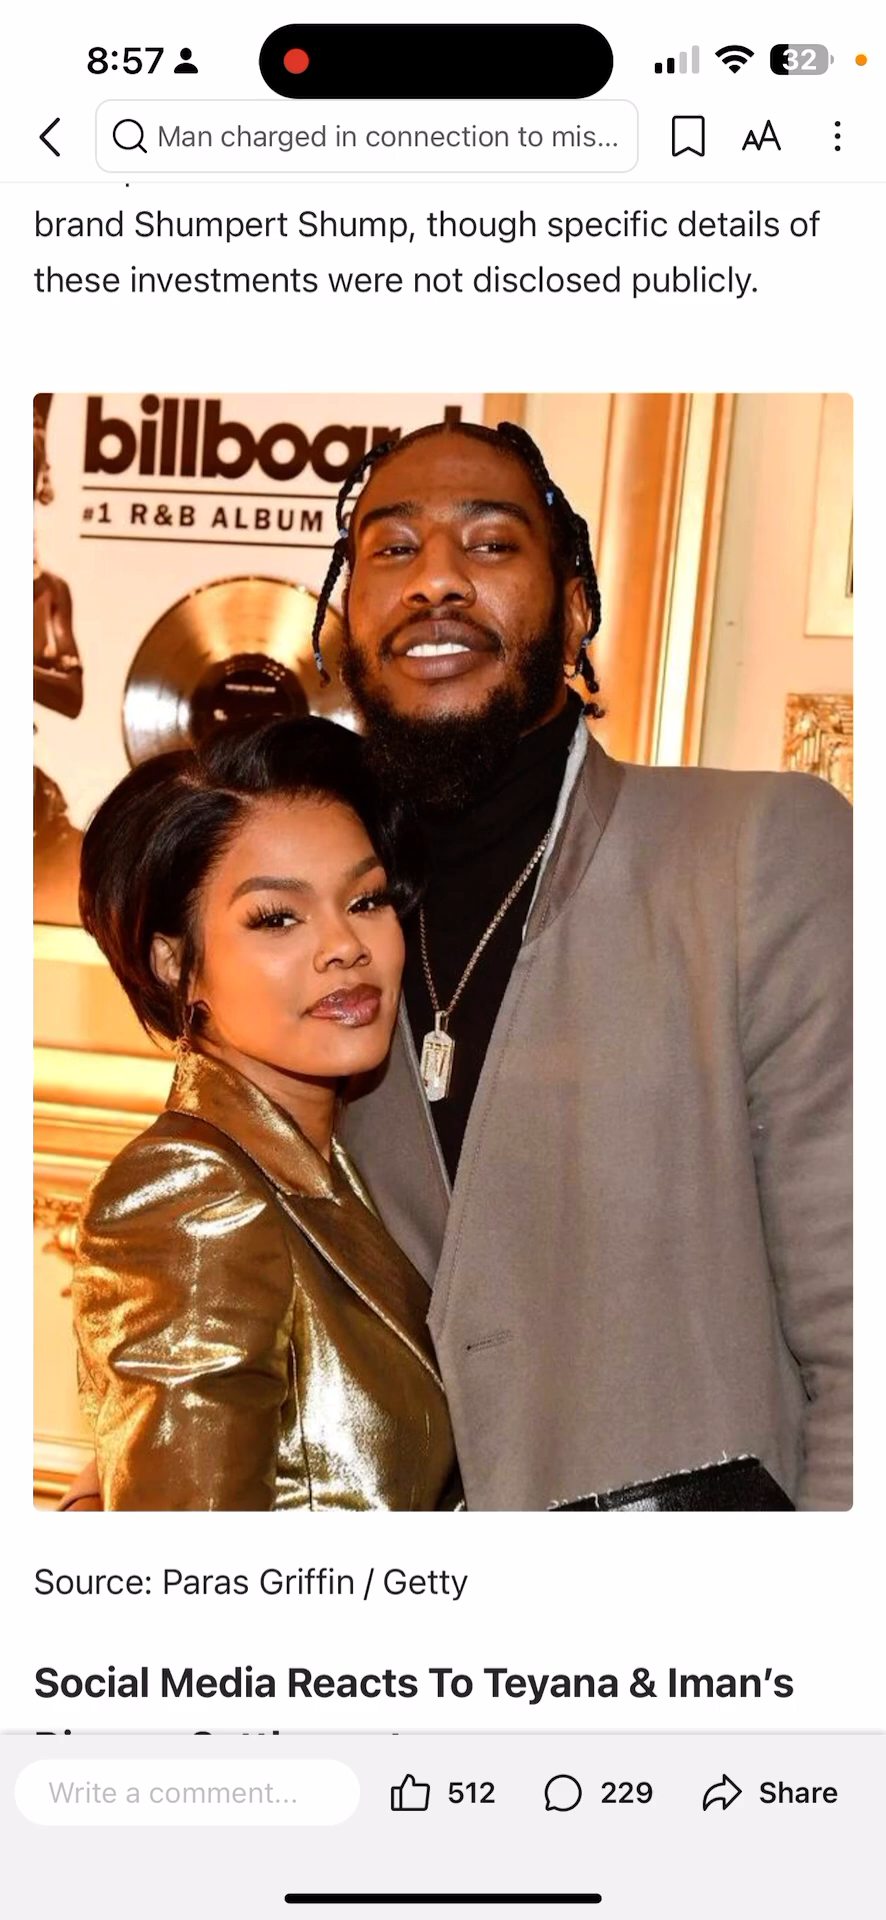 8:57
32
Man charged in connection to mis...
brand Shumpert Shump, though specific details of
these investments were not disclosed publicly.
billboard
#1 R&B ALBUM
Source: Paras Griffin / Getty
Social Media Reacts To Teyana & Iman’s
Write a comment...
512
229
Share